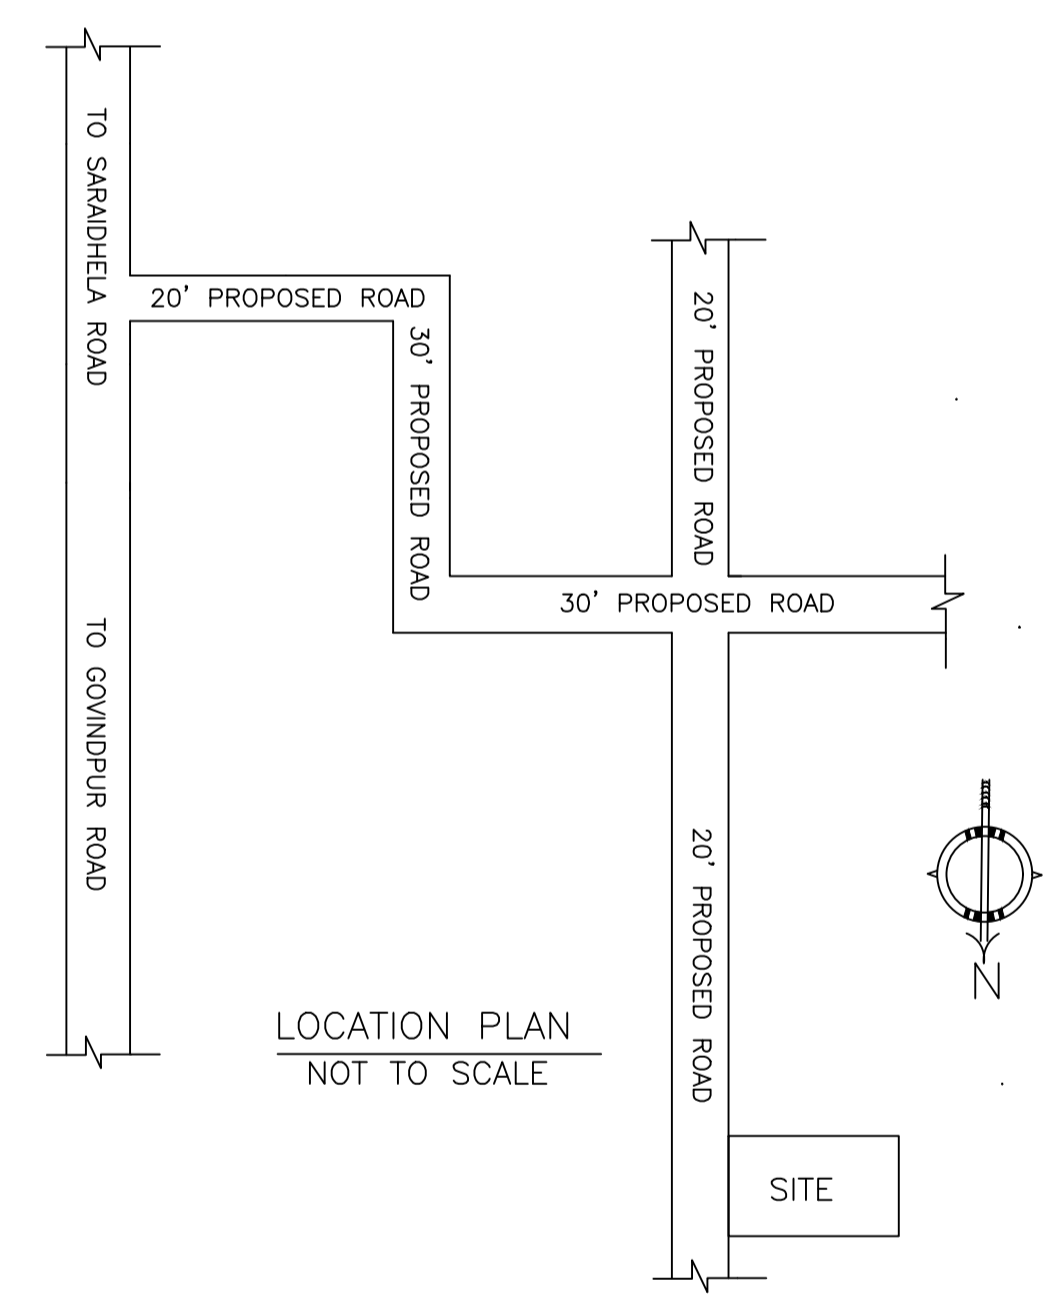 TO SARAIDHELA ROAD
20' PROPOSED ROAD
30' PROPOSED ROAD
20' PROPOSED ROAD
30' PROPOSED ROAD
TO GOVINDPUR ROAD
20' PROPOSED ROAD
N
LOCATION PLAN
NOT TO SCALE
SITE